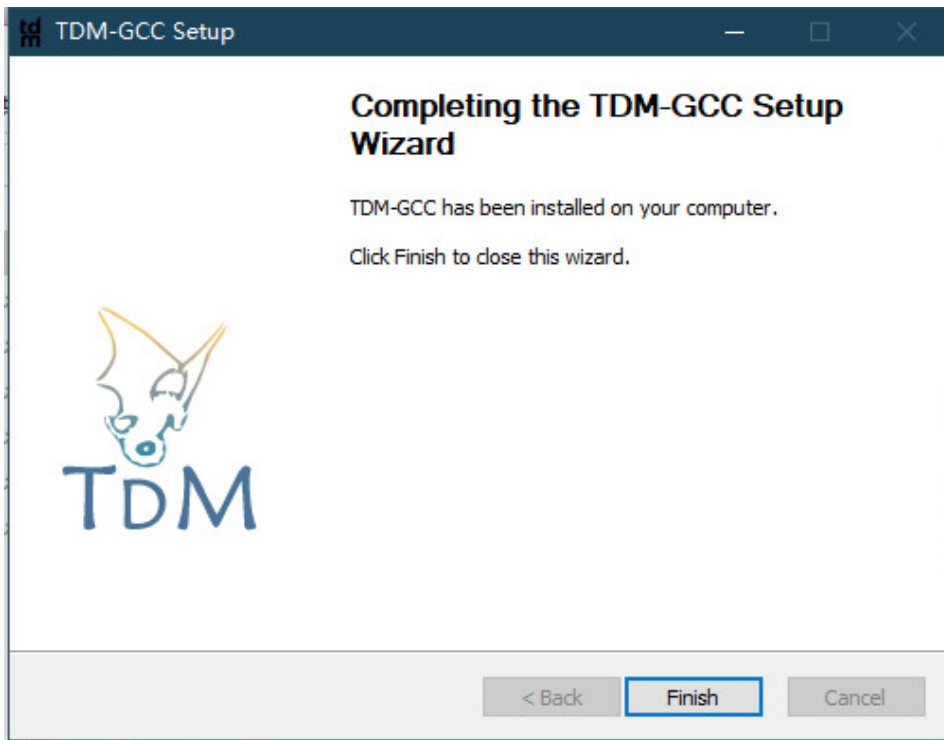 tdm TDM-GCC Setup
Completing the TDM-GCC Setup
Wizard
TDM-GCC has been installed on your computer.
Click Finish to close this wizard.
TDM
< Back Finish Cancel